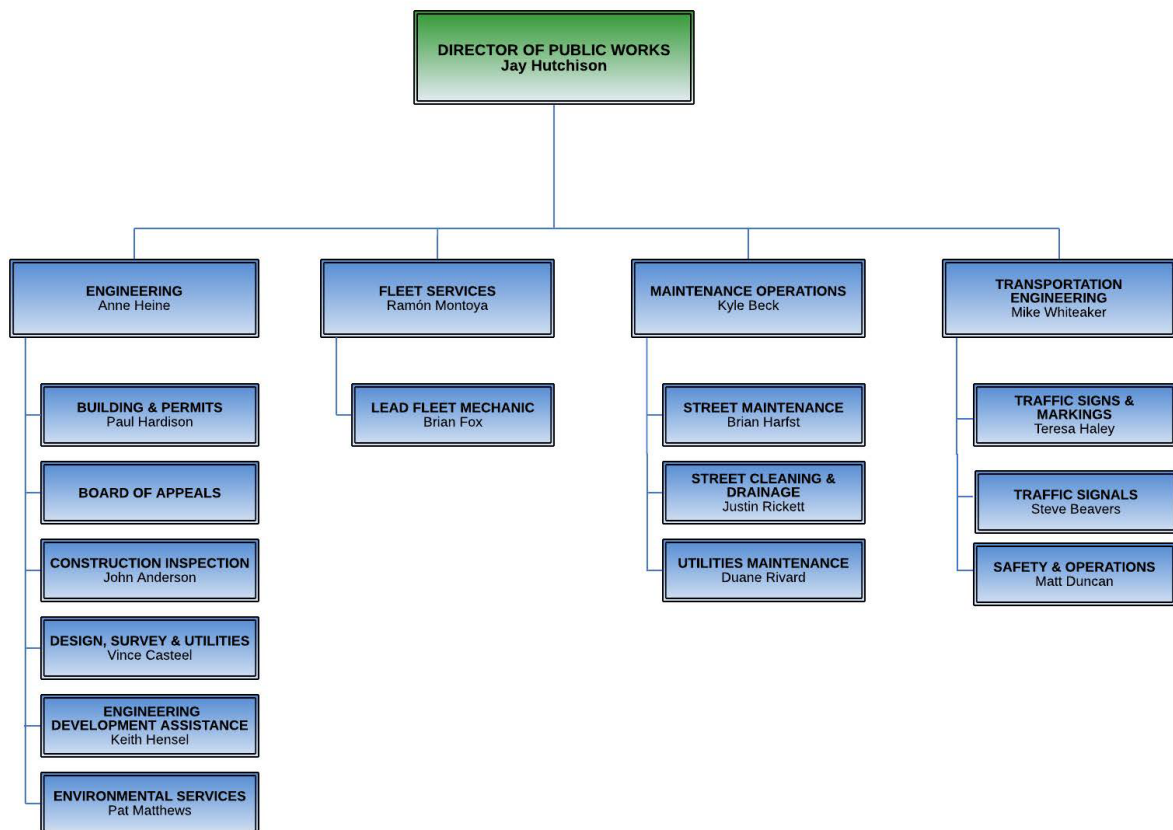 DIRECTOR OF PUBLIC WORKS
Jay Hutchison
ENGINEERING
Anne Heine
FLEET SERVICES
Ramón Montoya
MAINTENANCE OPERATIONS
Kyle Beck
TRANSPORTATION
ENGINEERING
Mike Whiteaker
BUILDING & PERMITS
Paul Hardison
BOARD OF APPEALS
CONSTRUCTION INSPECTION
John Anderson
DESIGN, SURVEY & UTILITIES
Vince Casteel
ENGINEERING
DEVELOPMENT ASSISTANCE
Keith Hensel
ENVIRONMENTAL SERVICES
Pat Matthews
LEAD FLEET MECHANIC
Brian Fox
STREET MAINTENANCE
Brian Harfst
STREET CLEANING &
DRAINAGE
Justin Rickett
UTILITIES MAINTENANCE
Duane Rivard
TRAFFIC SIGNS &
MARKINGS
Teresa Haley
TRAFFIC SIGNALS
Steve Beavers
SAFETY & OPERATIONS
Matt Duncan